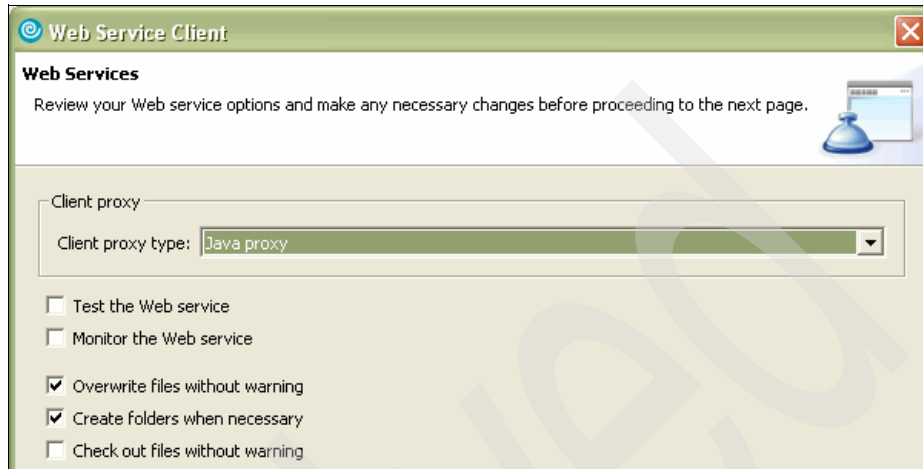 Web Service Client
Web Services
Review your Web service options and make any necessary changes before proceeding to the next page.
Client proxy
Client proxy type: Java proxy
Test the Web service
Monitor the Web service
Overwrite files without warning
Create folders when necessary
Check out files without warning